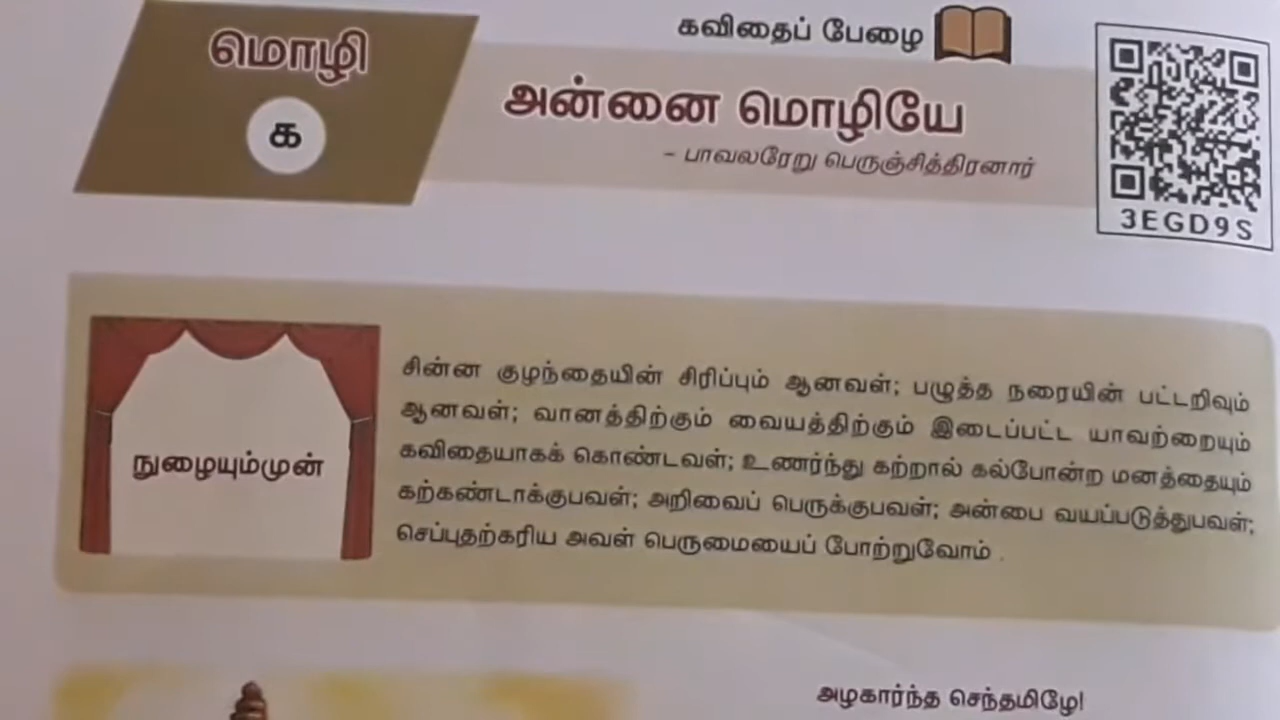 மொழி
க
கவிதைப் பேழை
அன்னை மொழியே
– பாவலரேறு பெருஞ்சித்திரனார்
3EGD9S
நுழையும்முன்
சின்ன குழந்தையின் சிரிப்பும் ஆனவள்; பழுத்த நரையின் பட்டறிவும்
ஆனவள்; வானத்திற்கும் வையத்திற்கும் இடைப்பட்ட யாவற்றையும்
கவிதையாகக் கொண்டவள்; உணர்ந்து கற்றால் கல்போன்ற மனத்தையும்
கற்கண்டாக்குபவள்; அறிவைப் பெருக்குபவள்; அன்பை வயப்படுத்துபவள்;
செப்புதற்கரிய அவள் பெருமையைப் போற்றுவோம் .
அழகார்ந்த செந்தமிழே!